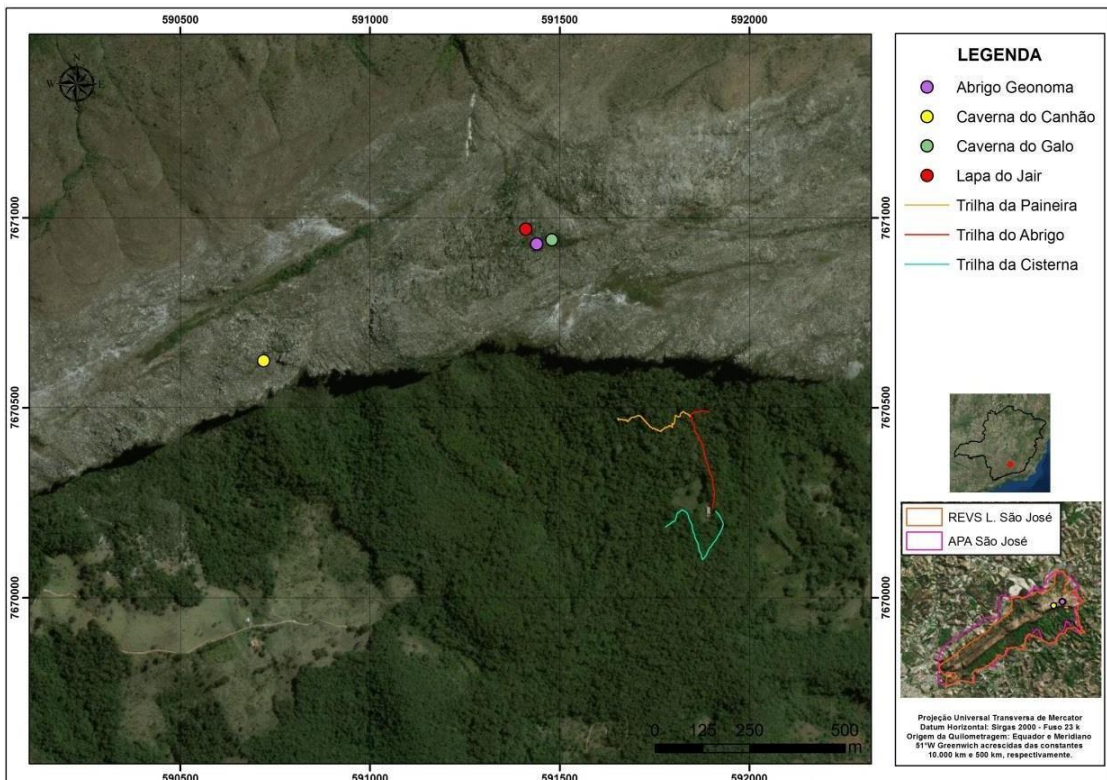 590500 591000 591500 592000
N
W E
S
7671000 7671000
7670500 7670500
7670000 7670000
0 250 500
m
590500 591000 591500 592000
LEGENDA
Abrigo Geonoma
Caverna do Canhão
Caverna do Galo
Lapa do Jair
Trilha da Paineira
Trilha do Abrigo
Trilha da Cisterna
REVS L. São José
APA São José
Projeção Universal Transversa de Mercator
Datum Horizontal: Sirgas 2000 - Fuso 23 k
Origem da Quilometragem: Equador e Meridiano
51°W Greenwich acrescidas das constantes
10.000 km e 500 km, respectivamente.